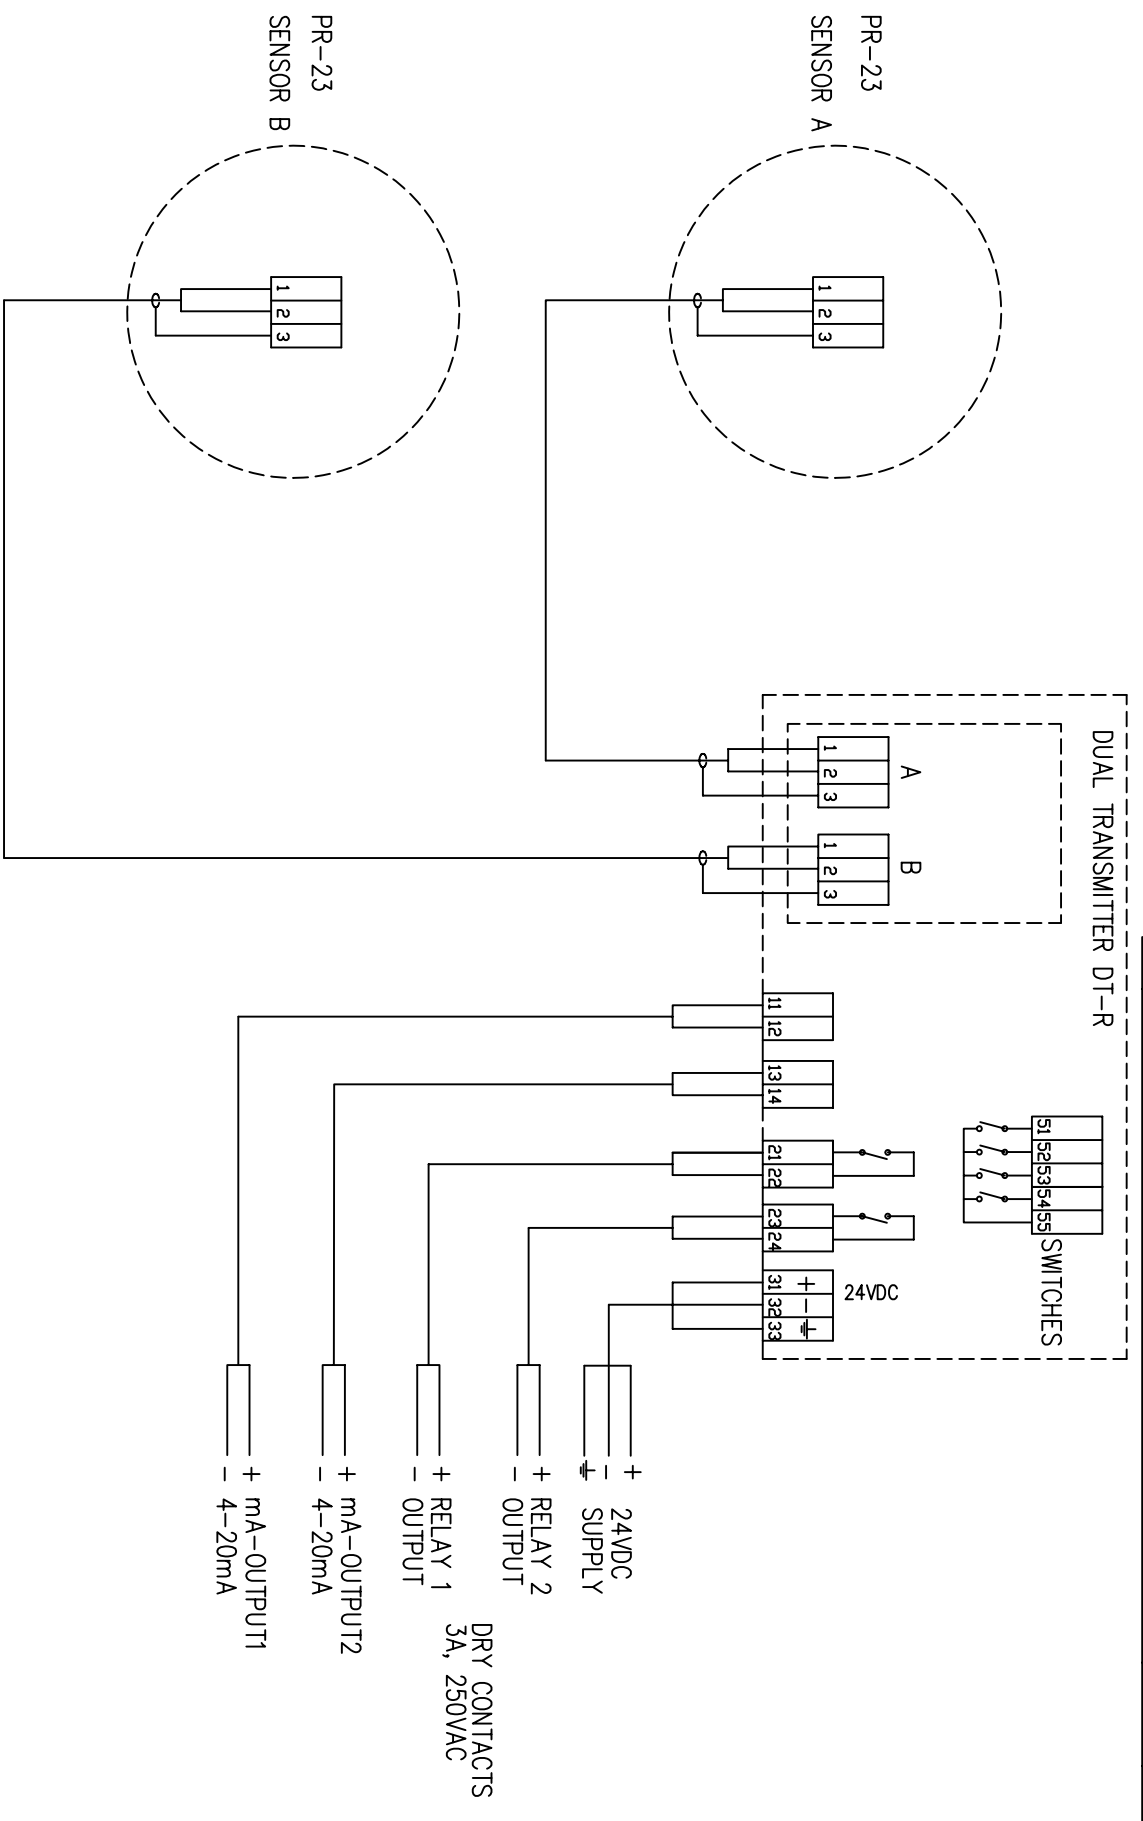 PR-23
SENSOR A
1
2
3
PR-23
SENSOR B
1
2
3
DUAL TRANSMITTER DT-R
A
1
2
3
B
1
2
3
11
12
13
14
21
22
23
24
31 +
32 -
33
24VDC
51
52
53
54
55
SWITCHES
+ 24VDC
- SUPPLY
+ RELAY 2
- OUTPUT
+ RELAY 1
- OUTPUT
DRY CONTACTS
3A, 250VAC
+ mA-OUTPUT2
- 4-20mA
+ mA-OUTPUT1
- 4-20mA